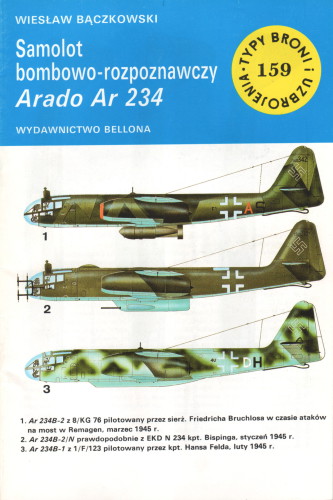 WIESŁAW BĄCZKOWSKI
Samolot
bombowo-rozpoznawczy
Arado Ar 234
WYDAWNICTWO BELLONA
TYPY BRONI i UZBROJENIA
159
A
1
2
DH
3
1. Ar 234B-2 z 8/KG 76 pilotowany przez sierż. Friedricha Bruchlosa w czasie ataków
na most w Remagen, marzec 1945 r.
2. Ar 234B-2/N prawdopodobnie z EKD N 234 kpt. Bispinga, styczeń 1945 r.
3. Ar 234B-1 z 1/F/123 pilotowany przez kpt. Hansa Felda, luty 1945 r.